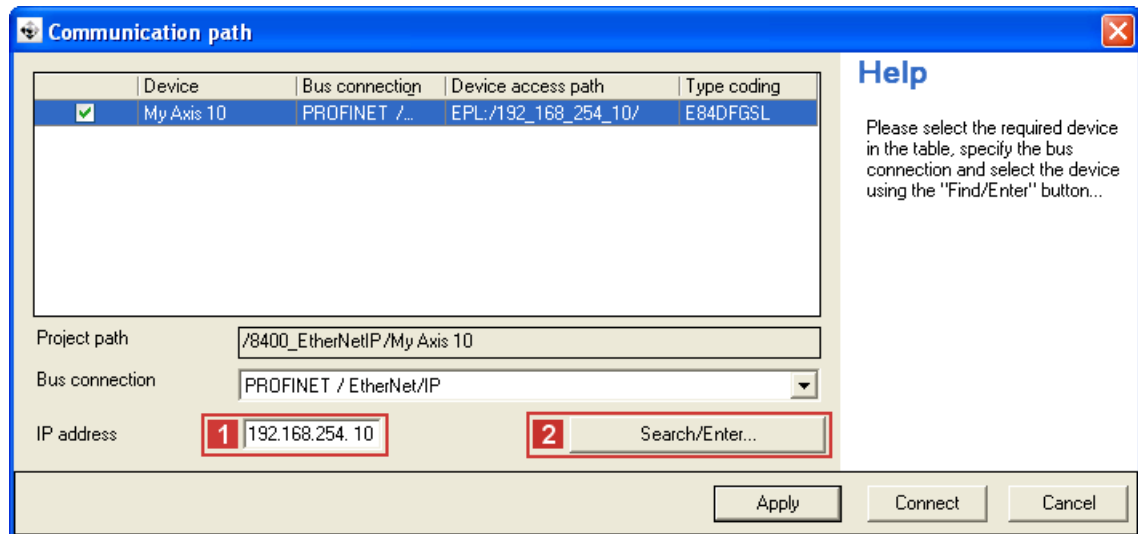 Communication path
Device Bus connection Device access path Type coding
My Axis 10 PROFINET /... EPL:/192_168_254_10/ E84DFGSL
Project path /8400_EtherNetIP/My Axis 10
Bus connection PROFINET / EtherNet/IP
IP address 1 192.168.254. 10 2 Search/Enter...
Help
Please select the required device
in the table, specify the bus
connection and select the device
using the "Find/Enter" button...
Apply Connect Cancel